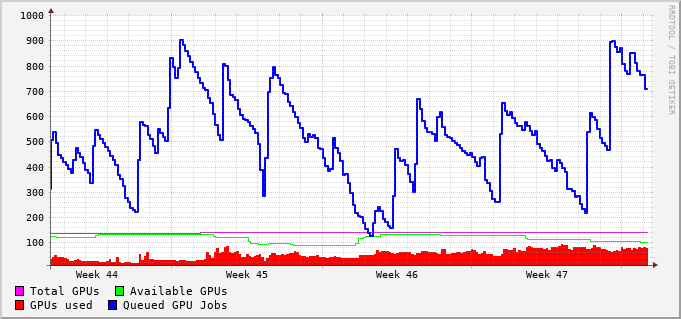 1000
900
800
700
600
500
400
300
200
100
Week 44 Week 45 Week 46 Week 47
Total GPUs Available GPUs
GPUs used Queued GPU Jobs
RRDTOOL / TOBI OETIKER